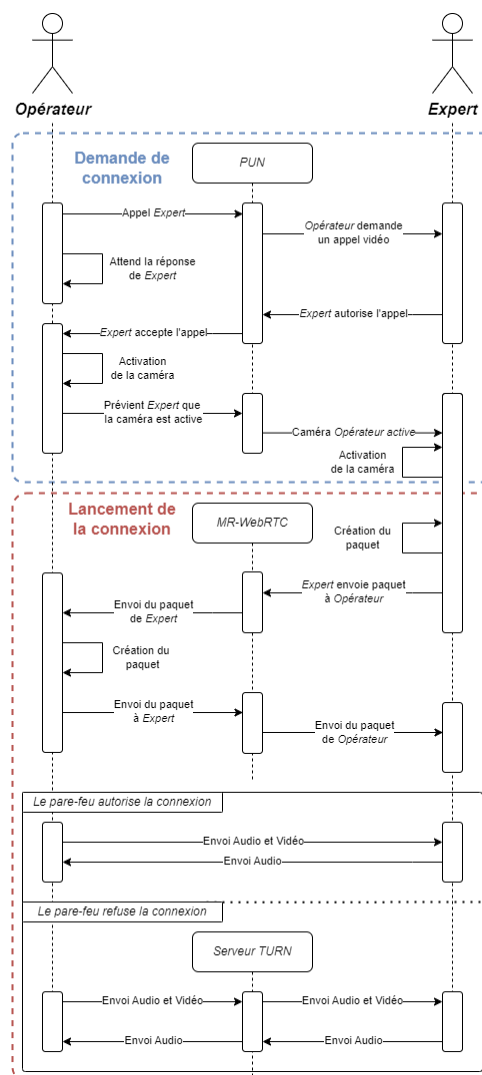 Opérateur
Expert
Demande de
connexion
PUN
Appel Expert
Opérateur demande
un appel vidéo
Attend la réponse
de Expert
Expert autorise l'appel
Expert accepte l'appel
Activation
de la caméra
Prévient Expert que
la caméra est active
Caméra Opérateur active
Activation
de la caméra
Lancement de
la connexion
MR-WebRTC
Création du
paquet
Expert envoie paquet
à Opérateur
Envoi du paquet
de Expert
Création du
paquet
Envoi du paquet
à Expert
Envoi du paquet
de Opérateur
Le pare-feu autorise la connexion
Envoi Audio et Vidéo
Envoi Audio
Le pare-feu refuse la connexion
Serveur TURN
Envoi Audio et Vidéo
Envoi Audio et Vidéo
Envoi Audio
Envoi Audio